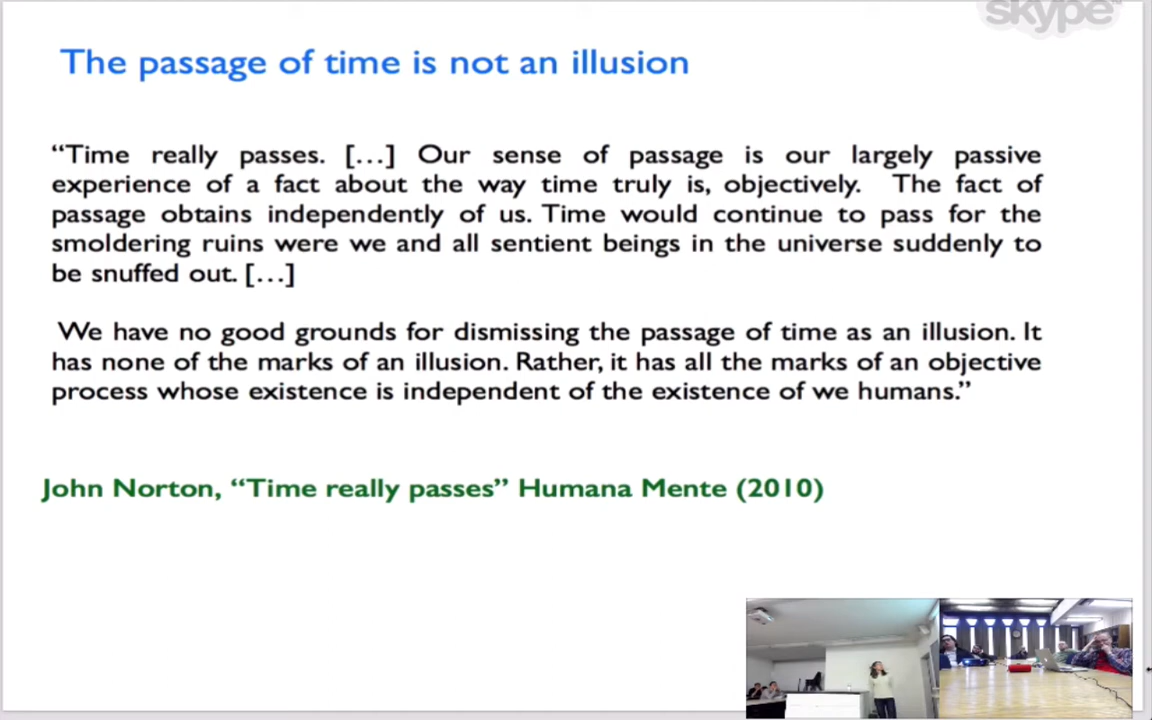 skype
The passage of time is not an illusion
“Time really passes. […] Our sense of passage is our largely passive
experience of a fact about the way time truly is, objectively. The fact of
passage obtains independently of us. Time would continue to pass for the
smoldering ruins were we and all sentient beings in the universe suddenly to
be snuffed out. […]
We have no good grounds for dismissing the passage of time as an illusion. It
has none of the marks of an illusion. Rather, it has all the marks of an objective
process whose existence is independent of the existence of we humans.”
John Norton, “Time really passes” Humana Mente (2010)